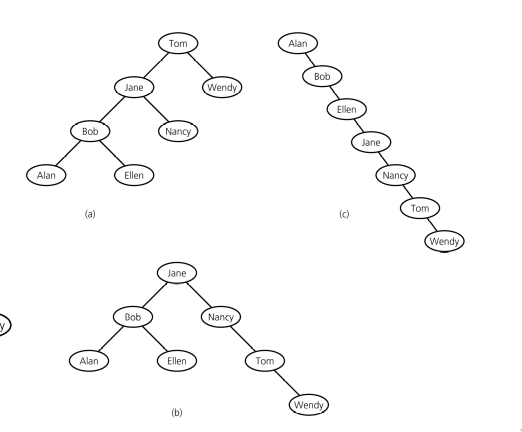 Tom
Jane
Wendy
Bob
Nancy
Alan
Ellen
(a)
Alan
Bob
Ellen
Jane
Nancy
Tom
Wendy
(c)
y
Jane
Bob
Nancy
Alan
Ellen
Tom
Wendy
(b)